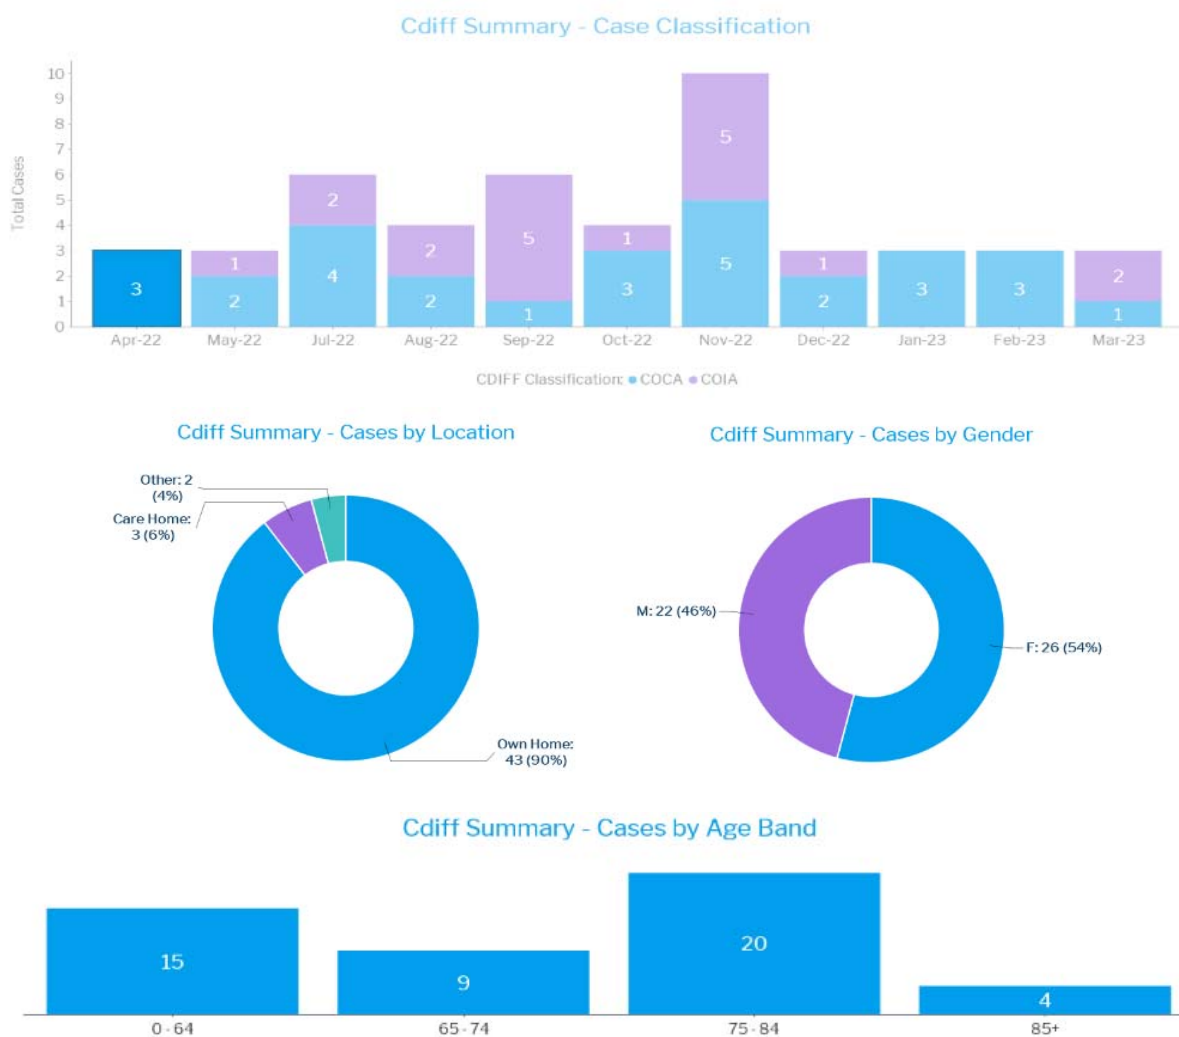 Cdiff Summary - Case Classification
Total Cases
10
9
8
7
6
5
4
3
2
1
0
3
1
2
2
4
2
2
5
1
1
3
5
5
1
2
3
3
2
1
Apr-22 May-22 Jul-22 Aug-22 Sep-22 Oct-22 Nov-22 Dec-22 Jan-23 Feb-23 Mar-23
CDIFF Classification: COCA COIA
Cdiff Summary - Cases by Location
Other: 2
(4%)
Care Home:
3 (6%)
Own Home:
43 (90%)
Cdiff Summary - Cases by Gender
M: 22 (46%)
F: 26 (54%)
Cdiff Summary - Cases by Age Band
15
9
20
4
0 - 64 65 - 74 75 - 84 85+